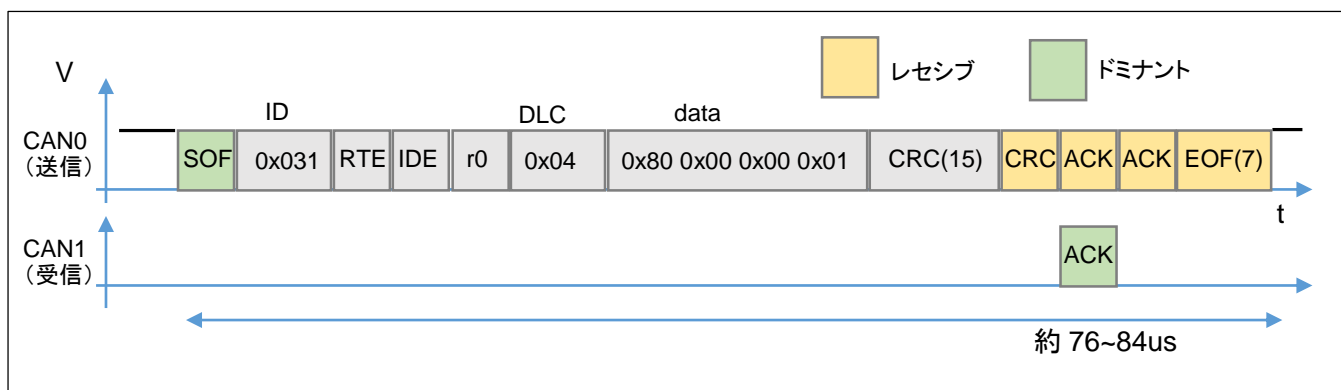 レセシブ
ドミナント
V
ID
DLC
data
CAN0
（送信）
SOF
0x031
RTE
IDE
r0
0x04
0x80 0x00 0x00 0x01
CRC(15)
CRC
ACK
ACK
EOF(7)
t
CAN1
（受信）
ACK
約 76~84us